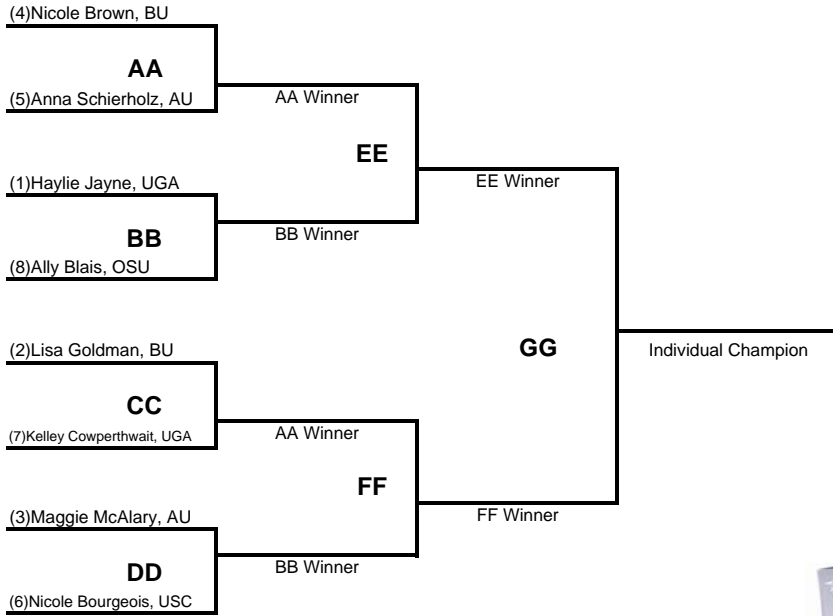 (4)Nicole Brown, BU
AA
(5)Anna Schierholz, AU
AA Winner
EE
(1)Haylie Jayne, UGA
EE Winner
BB
BB Winner
(8)Ally Blais, OSU
GG
Individual Champion
(2)Lisa Goldman, BU
CC
(7)Kelley Cowperthwait, UGA
AA Winner
FF
(3)Maggie McAlary, AU
FF Winner
DD
BB Winner
(6)Nicole Bourgeois, USC